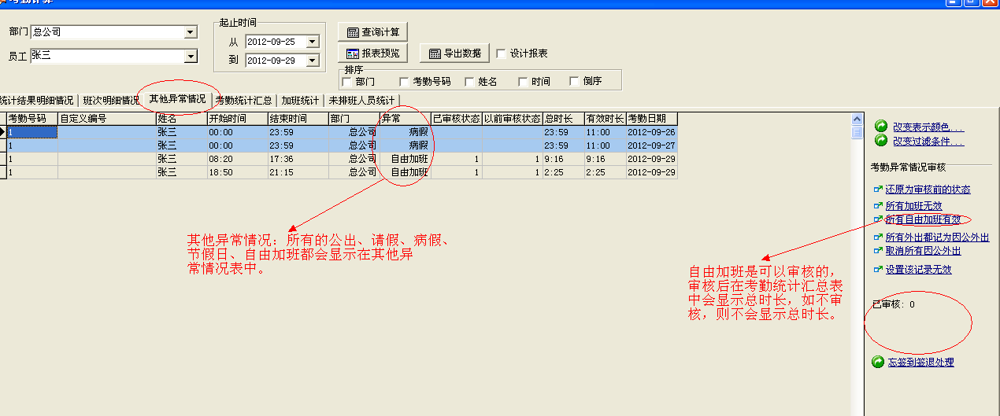 考勤计算
部门 总公司
员工 张三
起止时间
从 2012-09-25
到 2012-09-29
查询计算
报表预览 导出数据 设计报表
排序
部门 考勤号码 姓名 时间 倒序
统计结果明细情况 班次明细情况 其他异常情况 考勤统计汇总 加班统计 未排班人员统计
考勤号码 自定义编号 姓名 开始时间 结束时间 部门 异常 已审核状态 以前审核状态 总时长 有效时长 考勤日期
1 张三 00:00 23:59 总公司 病假 23:59 11:00 2012-09-26
1 张三 00:00 23:59 总公司 病假 23:59 11:00 2012-09-27
1 张三 08:20 17:36 总公司 自由加班 1 1 9:16 9:16 2012-09-29
1 张三 18:50 21:15 总公司 自由加班 1 1 2:25 2:25 2012-09-29
其他异常情况：所有的公出、请假、病假、
节假日、自由加班都会显示在其他异
常情况表中。
自由加班是可以审核的，
审核后在考勤统计汇总表
中会显示总时长，如不审
核，则不会显示总时长。
改变表示颜色...
改变过滤条件...
考勤异常情况审核
还原为审核前的状态
所有加班无效
所有自由加班有效
所有外出都记为因公外出
取消所有因公外出
设置该记录无效
已审核: 0
忘签到签退处理